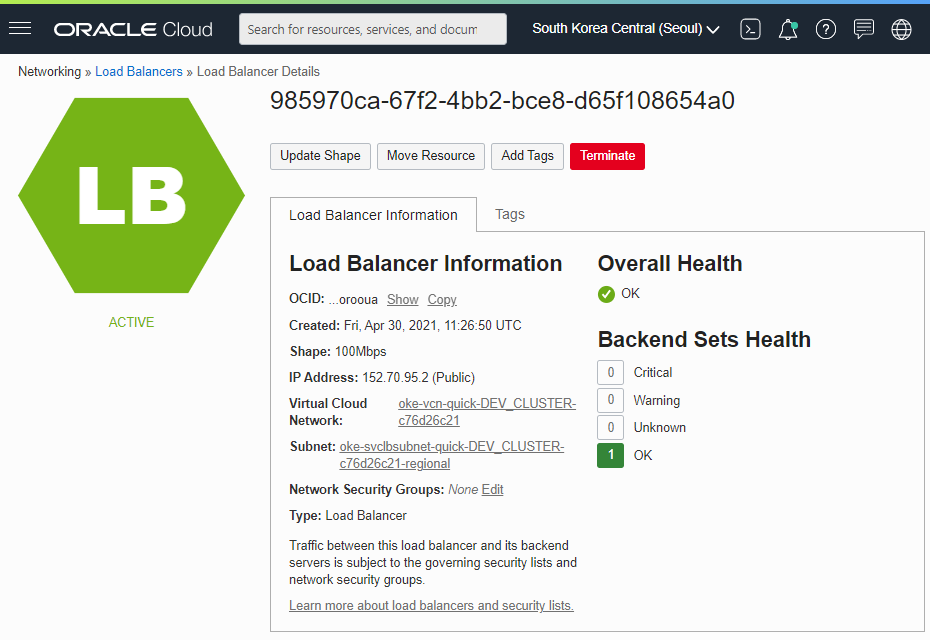 ORACLE Cloud
Search for resources, services, and docum
South Korea Central (Seoul)
Networking » Load Balancers » Load Balancer Details
985970ca-67f2-4bb2-bce8-d65f108654a0
LB
ACTIVE
Update Shape
Move Resource
Add Tags
Terminate
Load Balancer Information
Tags
Load Balancer Information
OCID: ...orooua Show Copy
Created: Fri, Apr 30, 2021, 11:26:50 UTC
Shape: 100Mbps
IP Address: 152.70.95.2 (Public)
Virtual Cloud Network: oke-vcn-quick-DEV_CLUSTER-
c76d26c21
Subnet: oke-svclbsubnet-quick-DEV_CLUSTER-
c76d26c21-regional
Network Security Groups: None Edit
Type: Load Balancer
Traffic between this load balancer and its backend
servers is subject to the governing security lists and
network security groups.
Learn more about load balancers and security lists.
Overall Health
OK
Backend Sets Health
0 Critical
0 Warning
0 Unknown
1 OK